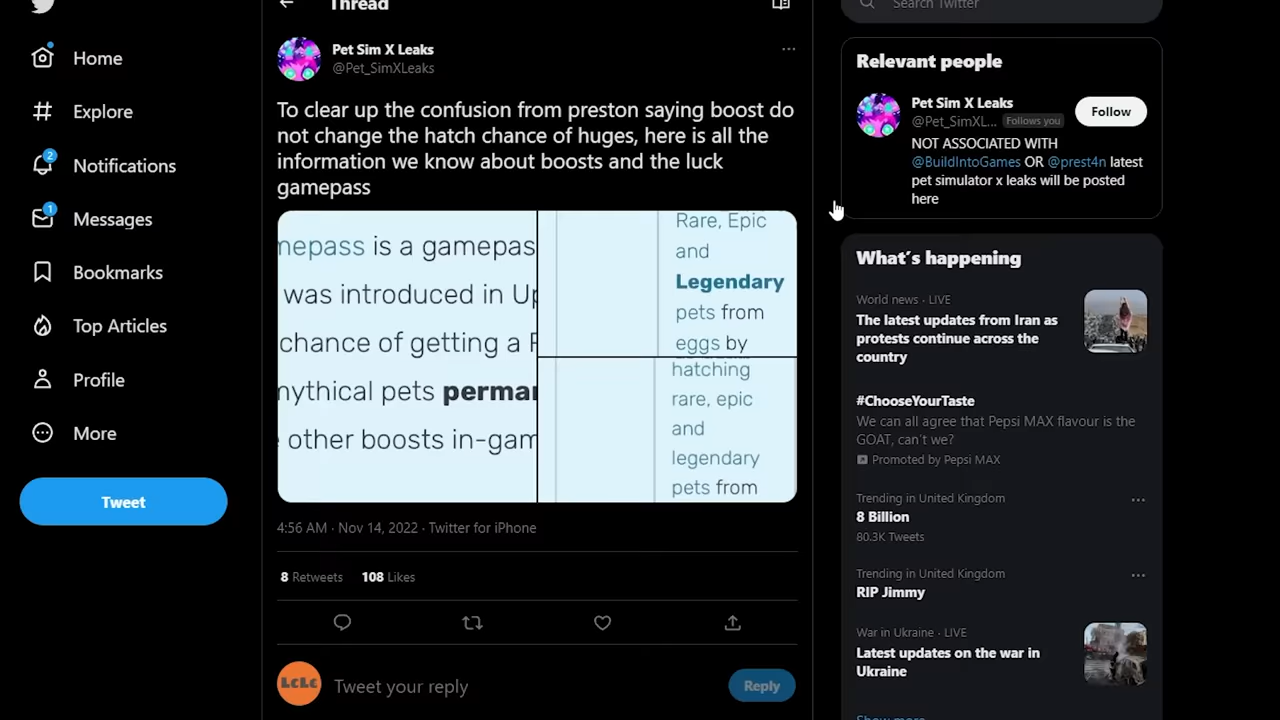 Home
Explore
2
Notifications
1
Messages
Bookmarks
Top Articles
Profile
More
Tweet
Thread
Pet Sim X Leaks
@Pet_SimXLeaks
To clear up the confusion from preston saying boost do
not change the hatch chance of huges, here is all the
information we know about boosts and the luck
gamepass
mepass is a gamepas
was introduced in Up
chance of getting a
mythical pets perma
other boosts in-gam
Rare, Epic
and
Legendary
pets from
eggs by
hatching
rare, epic
and
legendary
pets from
4:56 AM · Nov 14, 2022 · Twitter for iPhone
8 Retweets 108 Likes
LCLC
Tweet your reply
Reply
Search Twitter
Relevant people
Pet Sim X Leaks
@Pet_SimXL... Follows you
Follow
NOT ASSOCIATED WITH
@BuildIntoGames OR @prest4n latest
pet simulator x leaks will be posted
here
What's happening
World news · LIVE
The latest updates from Iran as
protests continue across the
country
#ChooseYourTaste
We can all agree that Pepsi MAX flavour is the
GOAT, can't we?
Promoted by Pepsi MAX
Trending in United Kingdom
8 Billion
80.3K Tweets
Trending in United Kingdom
RIP Jimmy
War in Ukraine · LIVE
Latest updates on the war in
Ukraine
Show more